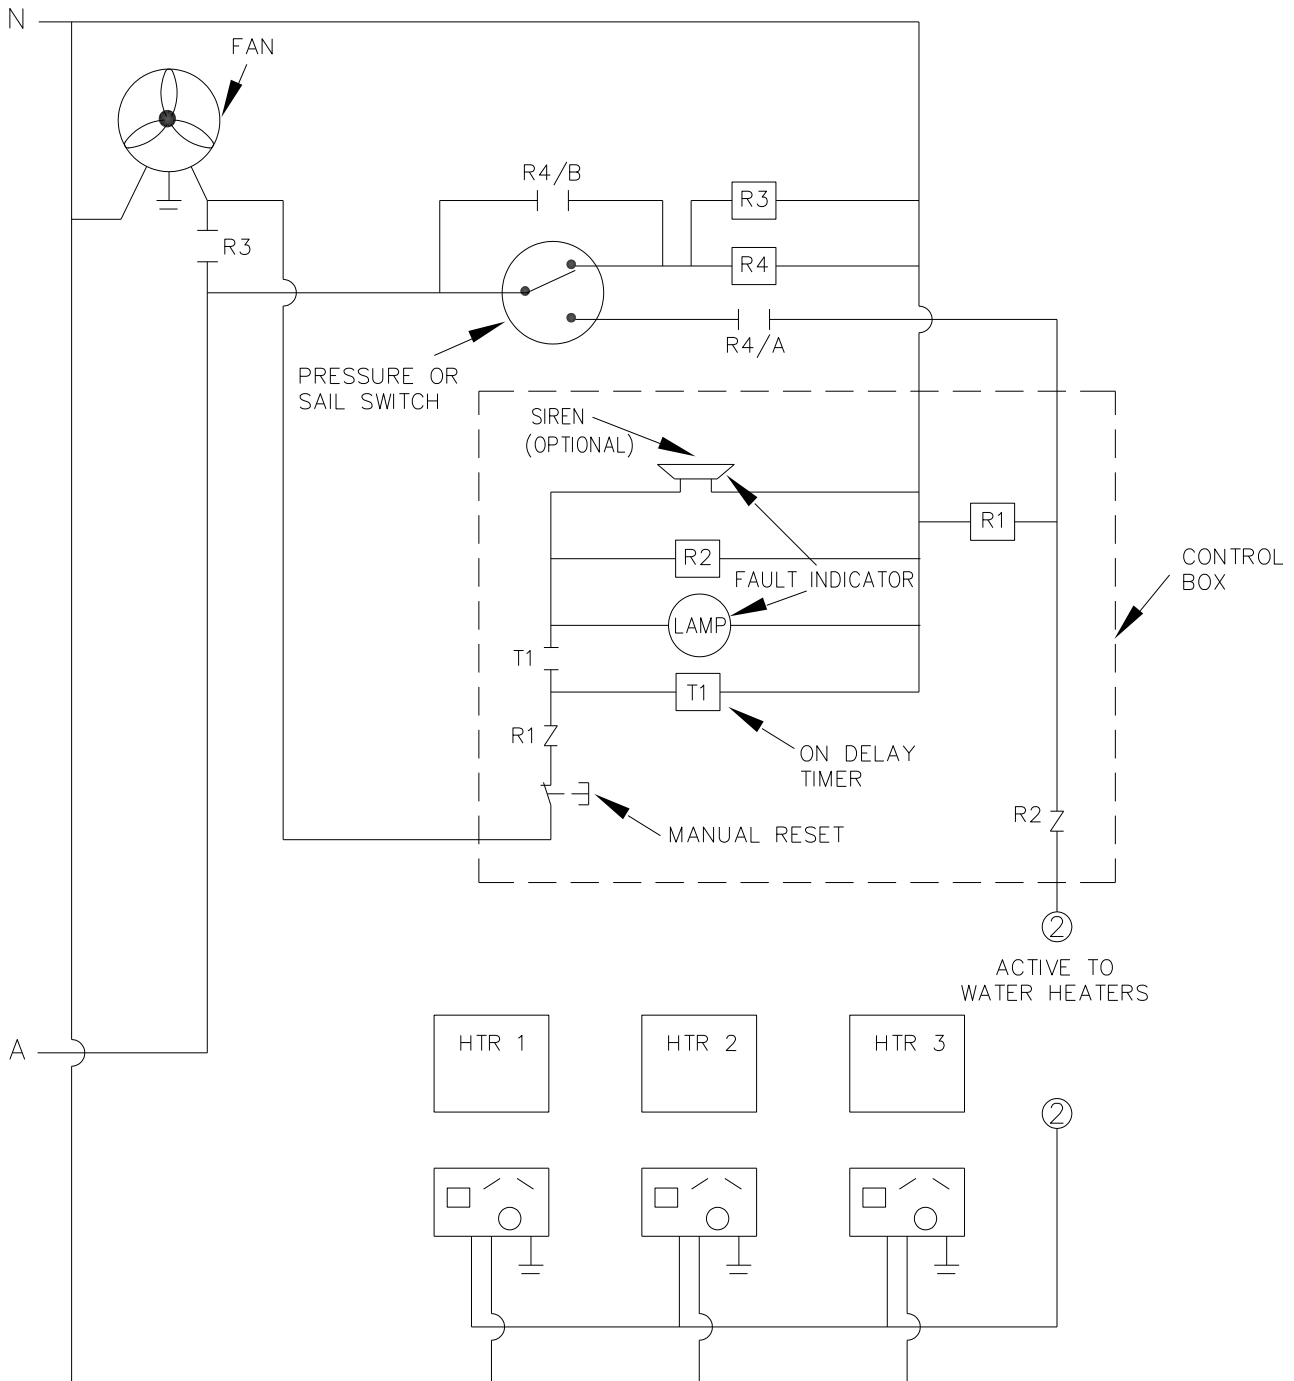 N
FAN
R4/B
R3
R3
R4
R4/A
PRESSURE OR
SAIL SWITCH
SIREN
(OPTIONAL)
R1
R2
FAULT INDICATOR
CONTROL
BOX
LAMP
T1
T1
R1
ON DELAY
TIMER
R2
MANUAL RESET
2
ACTIVE TO
WATER HEATERS
A
HTR 1
HTR 2
HTR 3
2